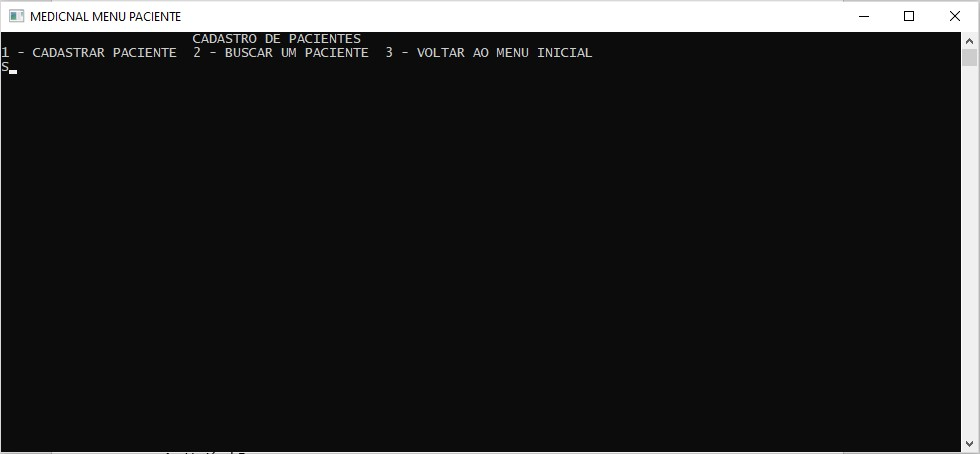 MEDICNAL MENU PACIENTE
CADASTRO DE PACIENTES
1 - CADASTRAR PACIENTE  2 - BUSCAR UM PACIENTE  3 - VOLTAR AO MENU INICIAL
S